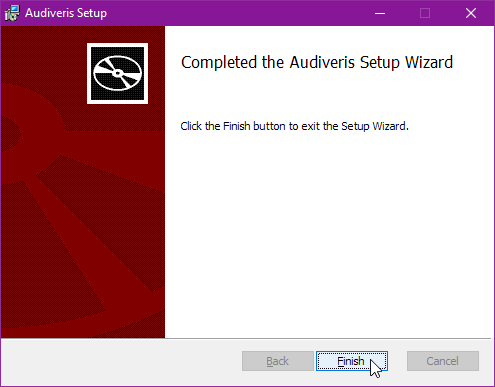 Audiveris Setup
Completed the Audiveris Setup Wizard
Click the Finish button to exit the Setup Wizard.
Back Finish Cancel